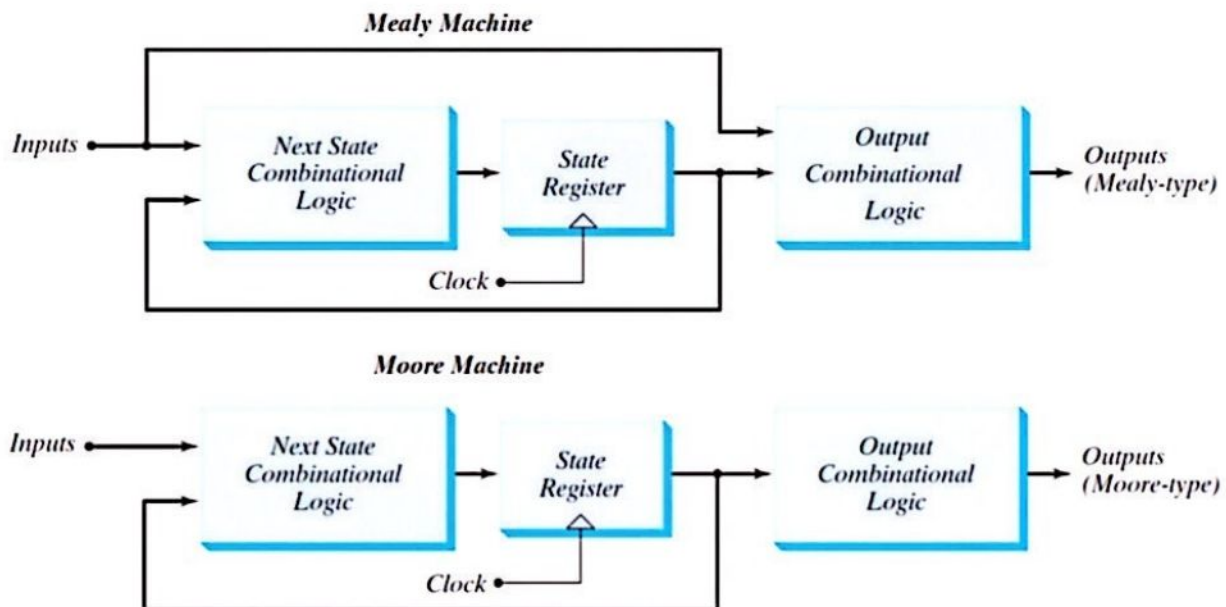 Mealy Machine
Inputs
Next State
Combinational
Logic
State
Register
Clock
Output
Combinational
Logic
Outputs
(Mealy-type)
Moore Machine
Inputs
Next State
Combinational
Logic
State
Register
Clock
Output
Combinational
Logic
Outputs
(Moore-type)